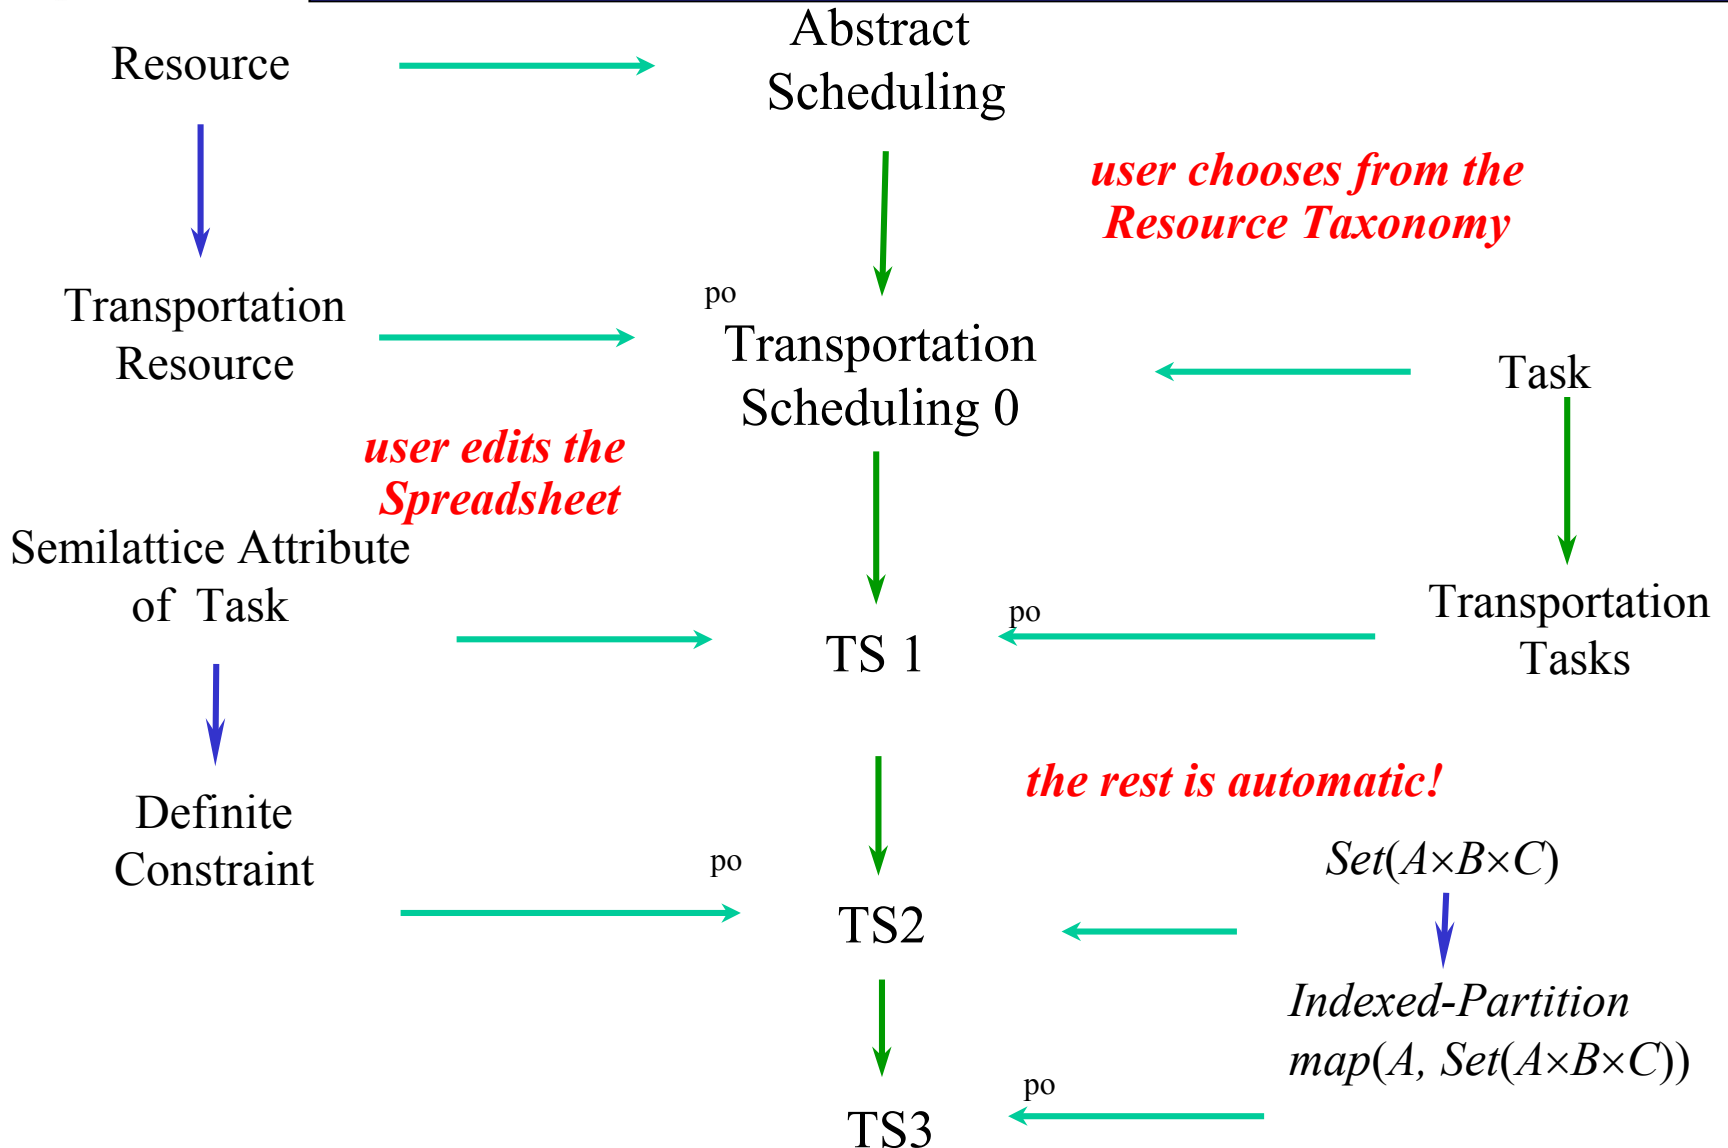 Resource
Abstract
Scheduling
user chooses from the
Resource Taxonomy
po
Transportation
Resource
Transportation
Scheduling 0
Task
user edits the
Spreadsheet
Semilattice Attribute
of Task
po
TS 1
Transportation
Tasks
the rest is automatic!
Definite
Constraint
po
TS2
Set(A×B×C)
Indexed-Partition
map(A, Set(A×B×C))
po
TS3